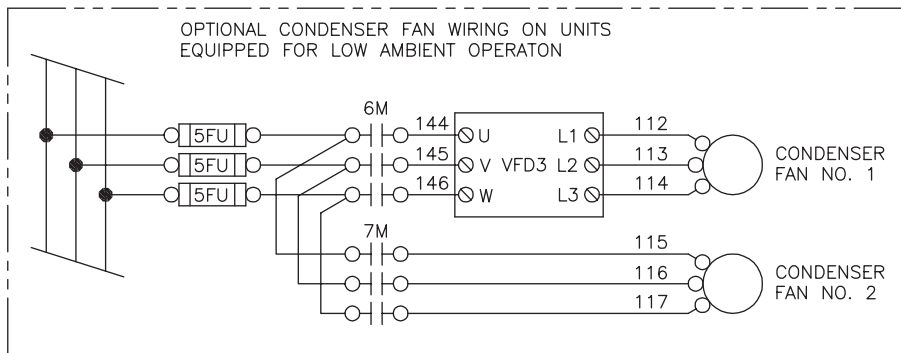 OPTIONAL CONDENSER FAN WIRING ON UNITS
EQUIPPED FOR LOW AMBIENT OPERATON
6M
5FU 144 U L1 112
5FU 145 V VFD3 L2 113 CONDENSER
5FU 146 W L3 114 FAN NO. 1
7M
115
116 CONDENSER
117 FAN NO. 2